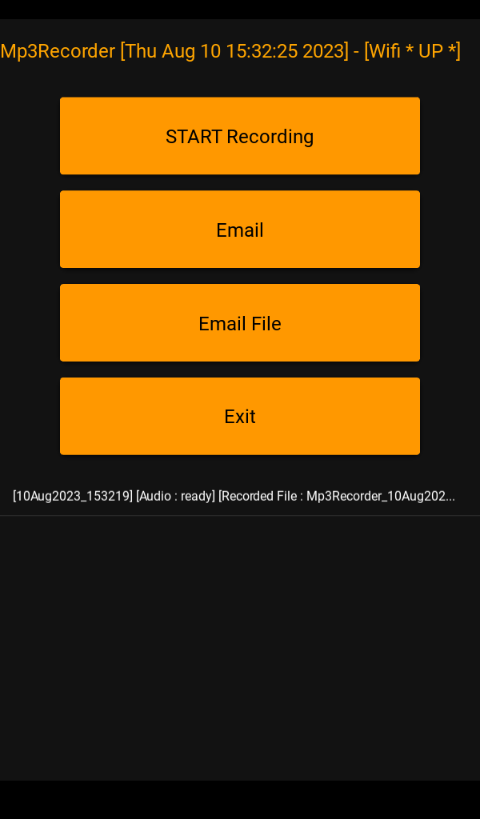 Mp3Recorder [Thu Aug 10 15:32:25 2023] - [Wifi * UP *]
START Recording
Email
Email File
Exit
[10Aug2023_153219] [Audio : ready] [Recorded File : Mp3Recorder_10Aug202...